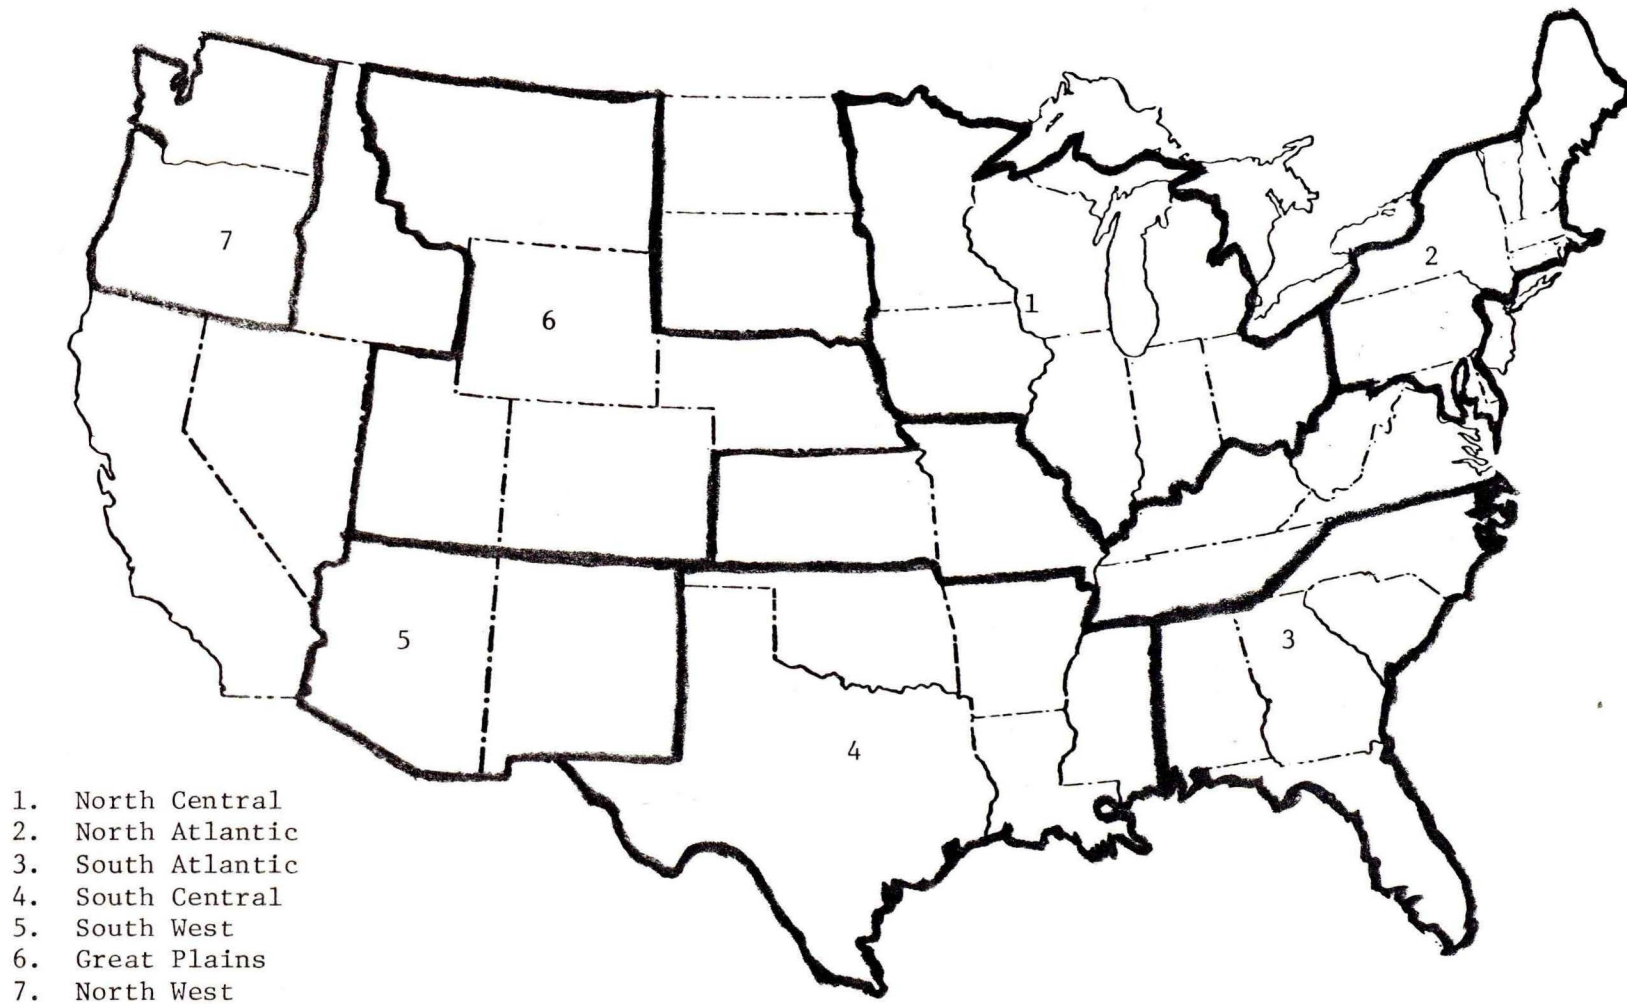 7
2
1
6
5
3
4
1. North Central
2. North Atlantic
3. South Atlantic
4. South Central
5. South West
6. Great Plains
7. North West